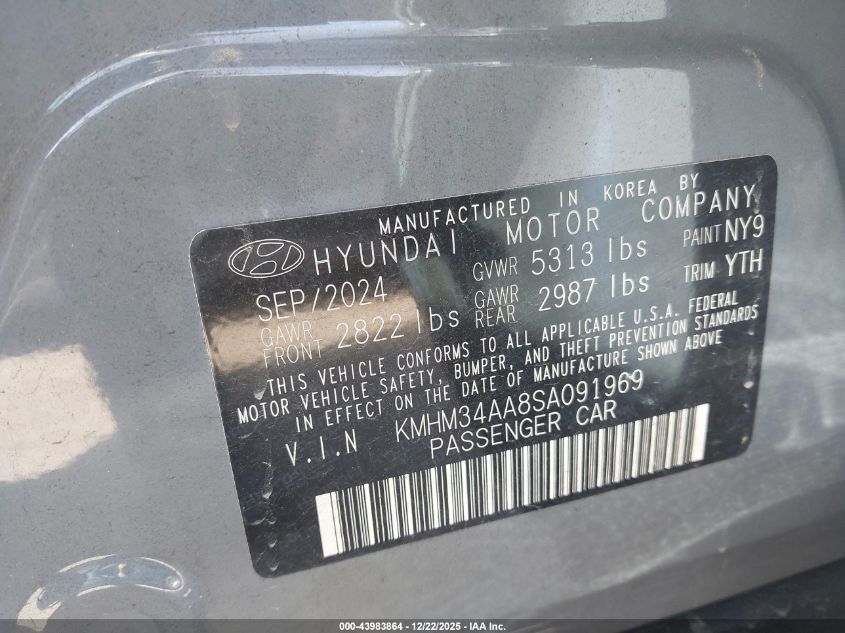 MANUFACTURED IN KOREA BY
HYUNDAI MOTOR COMPANY
SEP/2024 GVWR 5313 lbs PAINT NY9
GAWR FRONT 2822 lbs GAWR REAR 2987 lbs TRIM YTH
THIS VEHICLE CONFORMS TO ALL APPLICABLE U.S.A. FEDERAL
MOTOR VEHICLE SAFETY, BUMPER, AND THEFT PREVENTION STANDARDS
IN EFFECT ON THE DATE OF MANUFACTURE SHOWN ABOVE
V.I.N KMHM34AA8SA091969
PASSENGER CAR
000-43983864 • 12/22/2025 • IAA Inc.